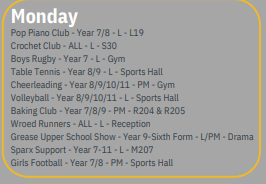 Monday
Pop Piano Club - Year 7/8 - L - L19
Crochet Club - ALL - L - S30
Boys Rugby - Year 7 - L - Gym
Table Tennis - Year 8/9 - L - Sports Hall
Cheerleading - Year 8/9/10/11 - PM - Gym
Volleyball - Year 8/9/10/11 - L - Sports Hall
Baking Club - Year 7/8/9 - PM - R204 & R205
Wroed Runners - ALL - L - Reception
Grease Upper School Show - Year 9-Sixth Form - L/PM - Drama
Sparx Support - Year 7-11 - L - M207
Girls Football - Year 7/8 - PM - Sports Hall